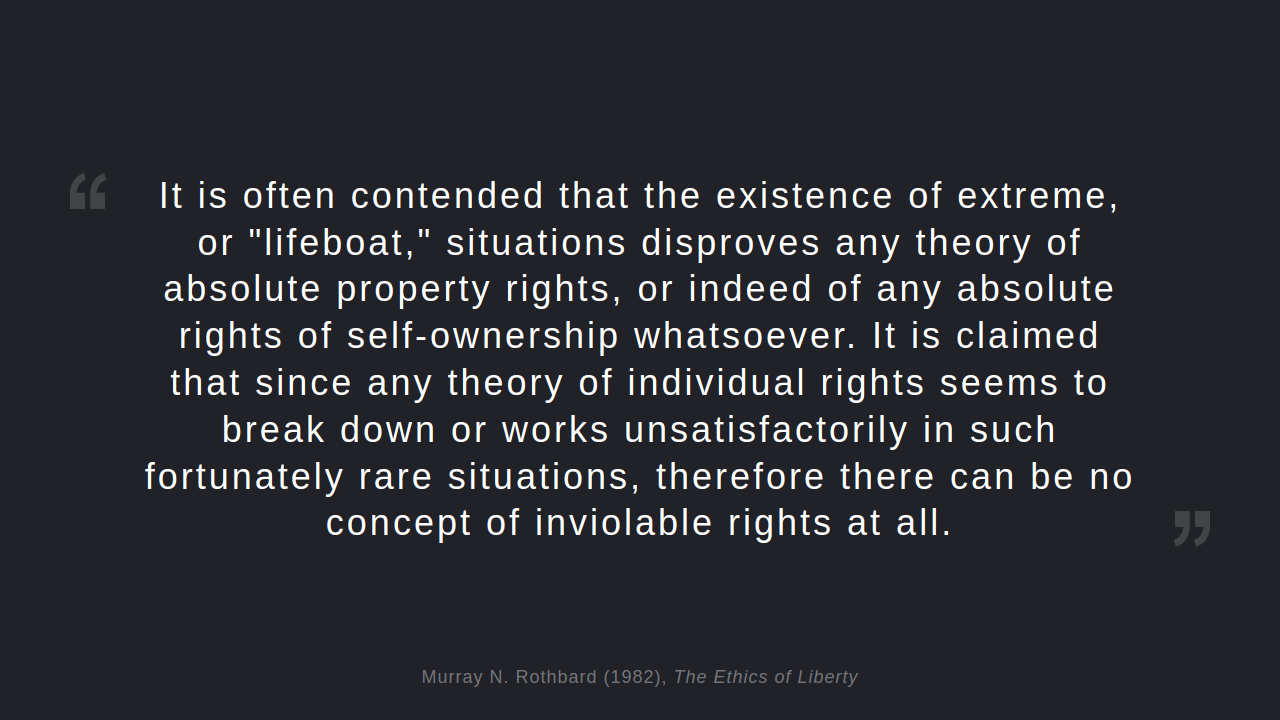 “ It is often contended that the existence of extreme,
or "lifeboat," situations disproves any theory of
absolute property rights, or indeed of any absolute
rights of self-ownership whatsoever. It is claimed
that since any theory of individual rights seems to
break down or works unsatisfactorily in such
fortunately rare situations, therefore there can be no
concept of inviolable rights at all. ”
Murray N. Rothbard (1982), The Ethics of Liberty